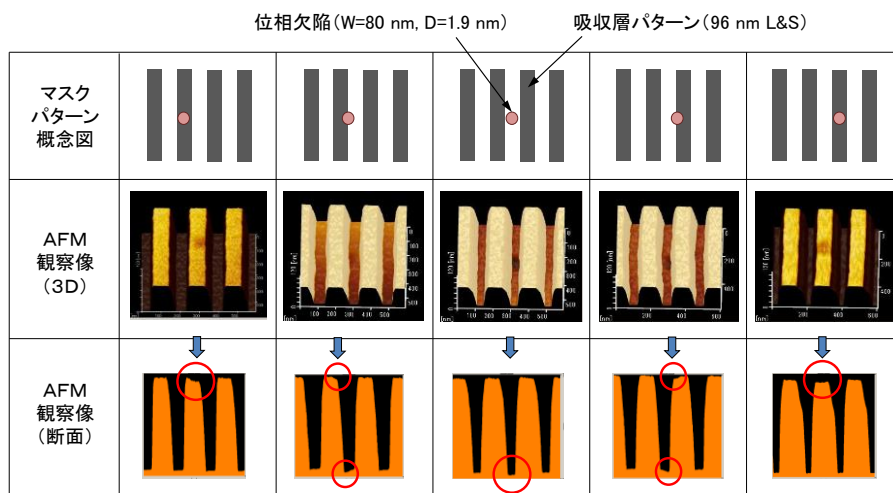 位相欠陥(W=80 nm, D=1.9 nm)
吸収層パターン(96 nm L&S)
マスク
パターン
概念図
AFM
観察像
(3D)
AFM
観察像
(断面)